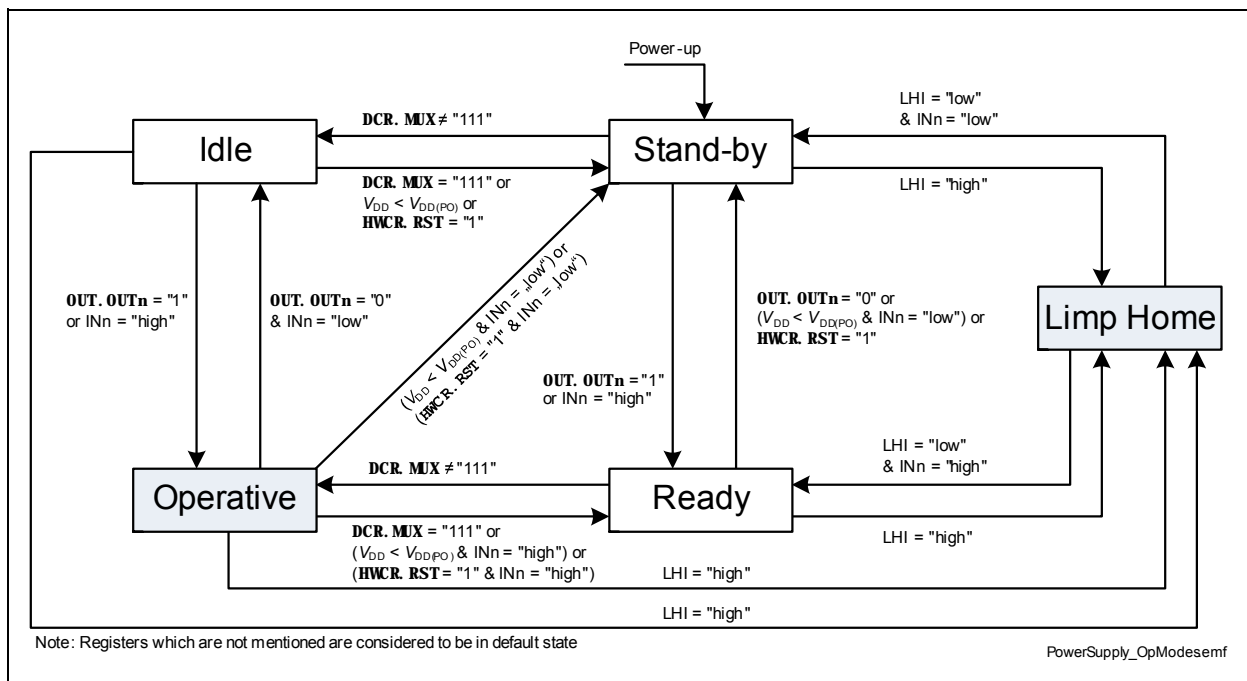 Power-up
LHI = "low"
& INn = "low"
DCR. MUX ≠ "111"
Idle
Stand-by
DCR. MUX = "111" or
VDD < VDD(PO) or
HWCR. RST = "1"
LHI = "high"
OUT. OUTn = "1"
or INn = "high"
OUT. OUTn = "0"
& INn = "low"
(VDD < VDD(PO) & INn = „low“) or
(HWCR. RST = "1" & INn = „low“)
OUT. OUTn = "0" or
(VDD < VDD(PO) & INn = "low") or
HWCR. RST = "1"
Limp Home
OUT. OUTn = "1"
or INn = "high"
LHI = "low"
& INn = "high"
DCR. MUX ≠ "111"
Operative
Ready
DCR. MUX = "111" or
(VDD < VDD(PO) & INn = "high") or
(HWCR. RST = "1" & INn = "high")
LHI = "high"
LHI = "high"
LHI = "high"
Note: Registers which are not mentioned are considered to be in default state
PowerSupply_OpModes.emf